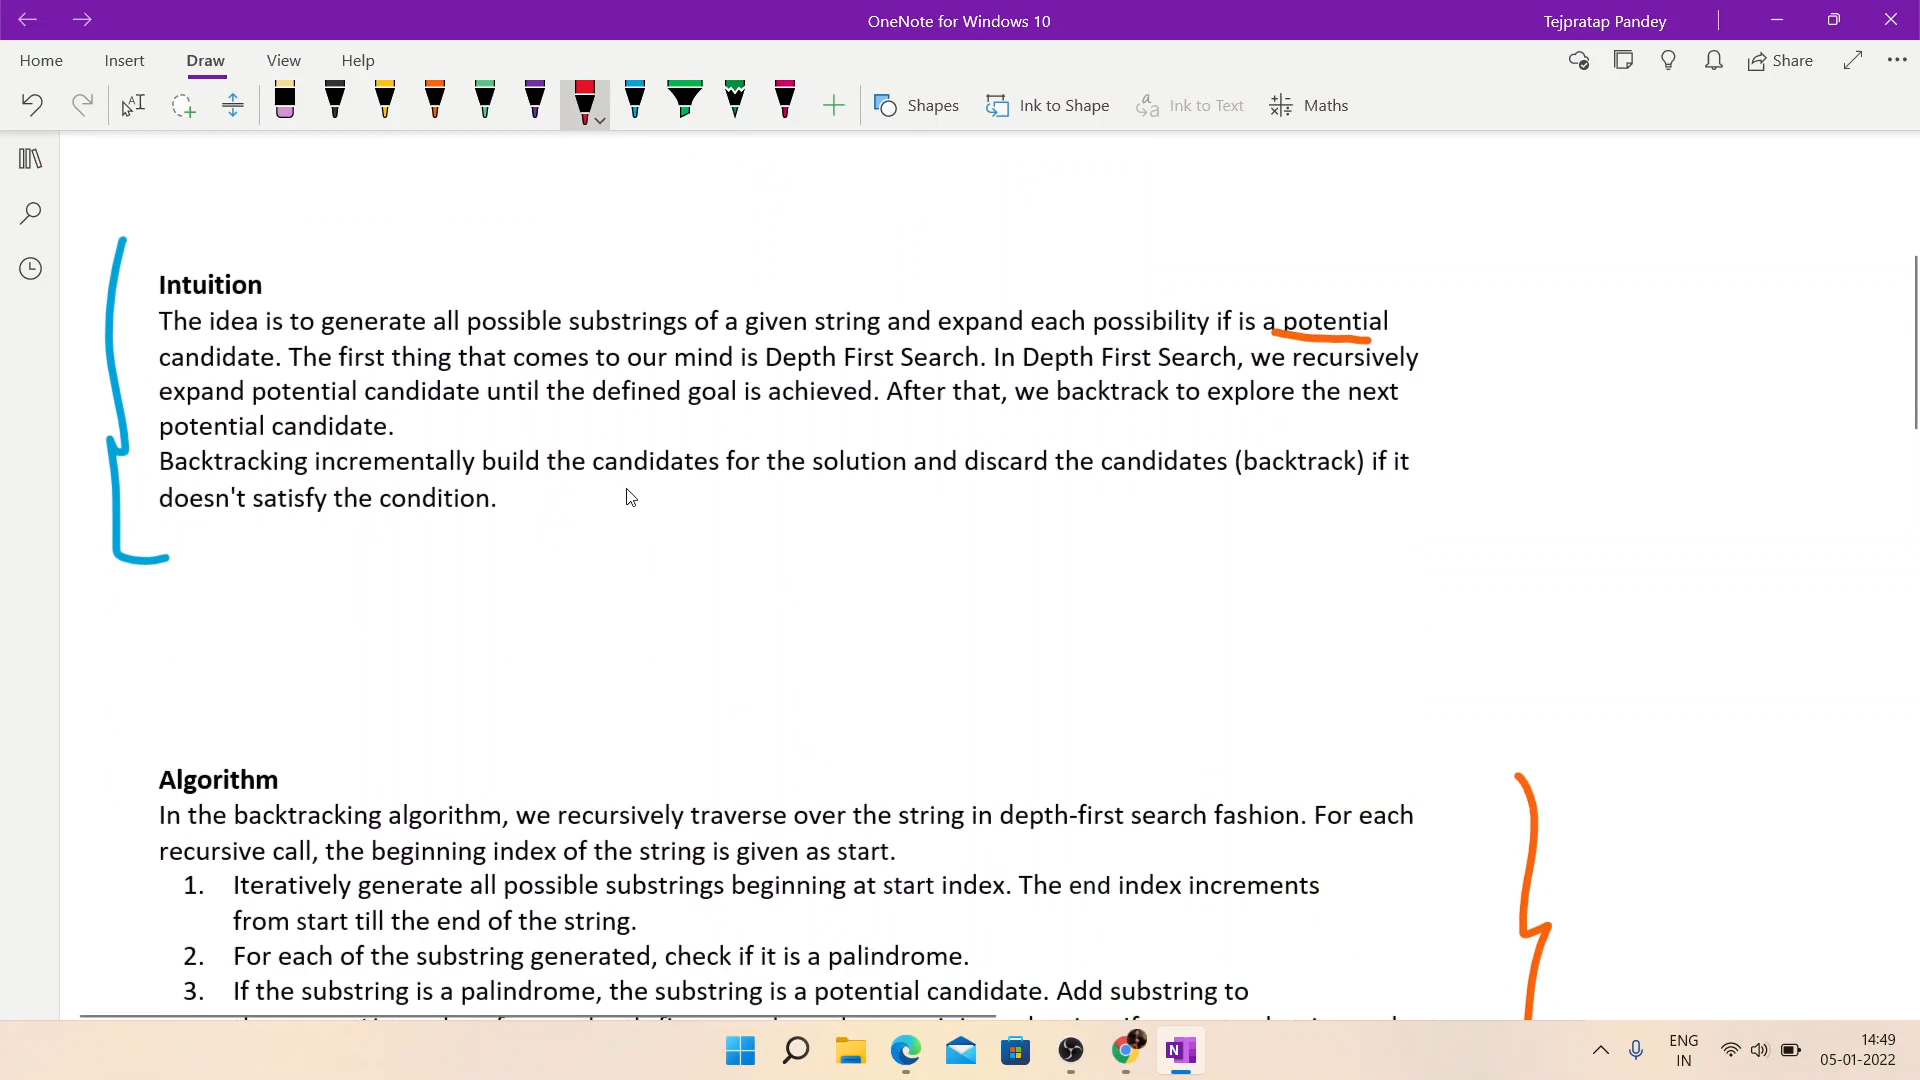 OneNote for Windows 10
Tejpratap Pandey
Home Insert Draw View Help
Share
Shapes Ink to Shape Ink to Text Maths
Intuition
The idea is to generate all possible substrings of a given string and expand each possibility if is a potential
candidate. The first thing that comes to our mind is Depth First Search. In Depth First Search, we recursively
expand potential candidate until the defined goal is achieved. After that, we backtrack to explore the next
potential candidate.
Backtracking incrementally build the candidates for the solution and discard the candidates (backtrack) if it
doesn't satisfy the condition.
Algorithm
In the backtracking algorithm, we recursively traverse over the string in depth-first search fashion. For each
recursive call, the beginning index of the string is given as start.
1. Iteratively generate all possible substrings beginning at start index. The end index increments
from start till the end of the string.
2. For each of the substring generated, check if it is a palindrome.
3. If the substring is a palindrome, the substring is a potential candidate. Add substring to
ENG
IN
14:49
05-01-2022